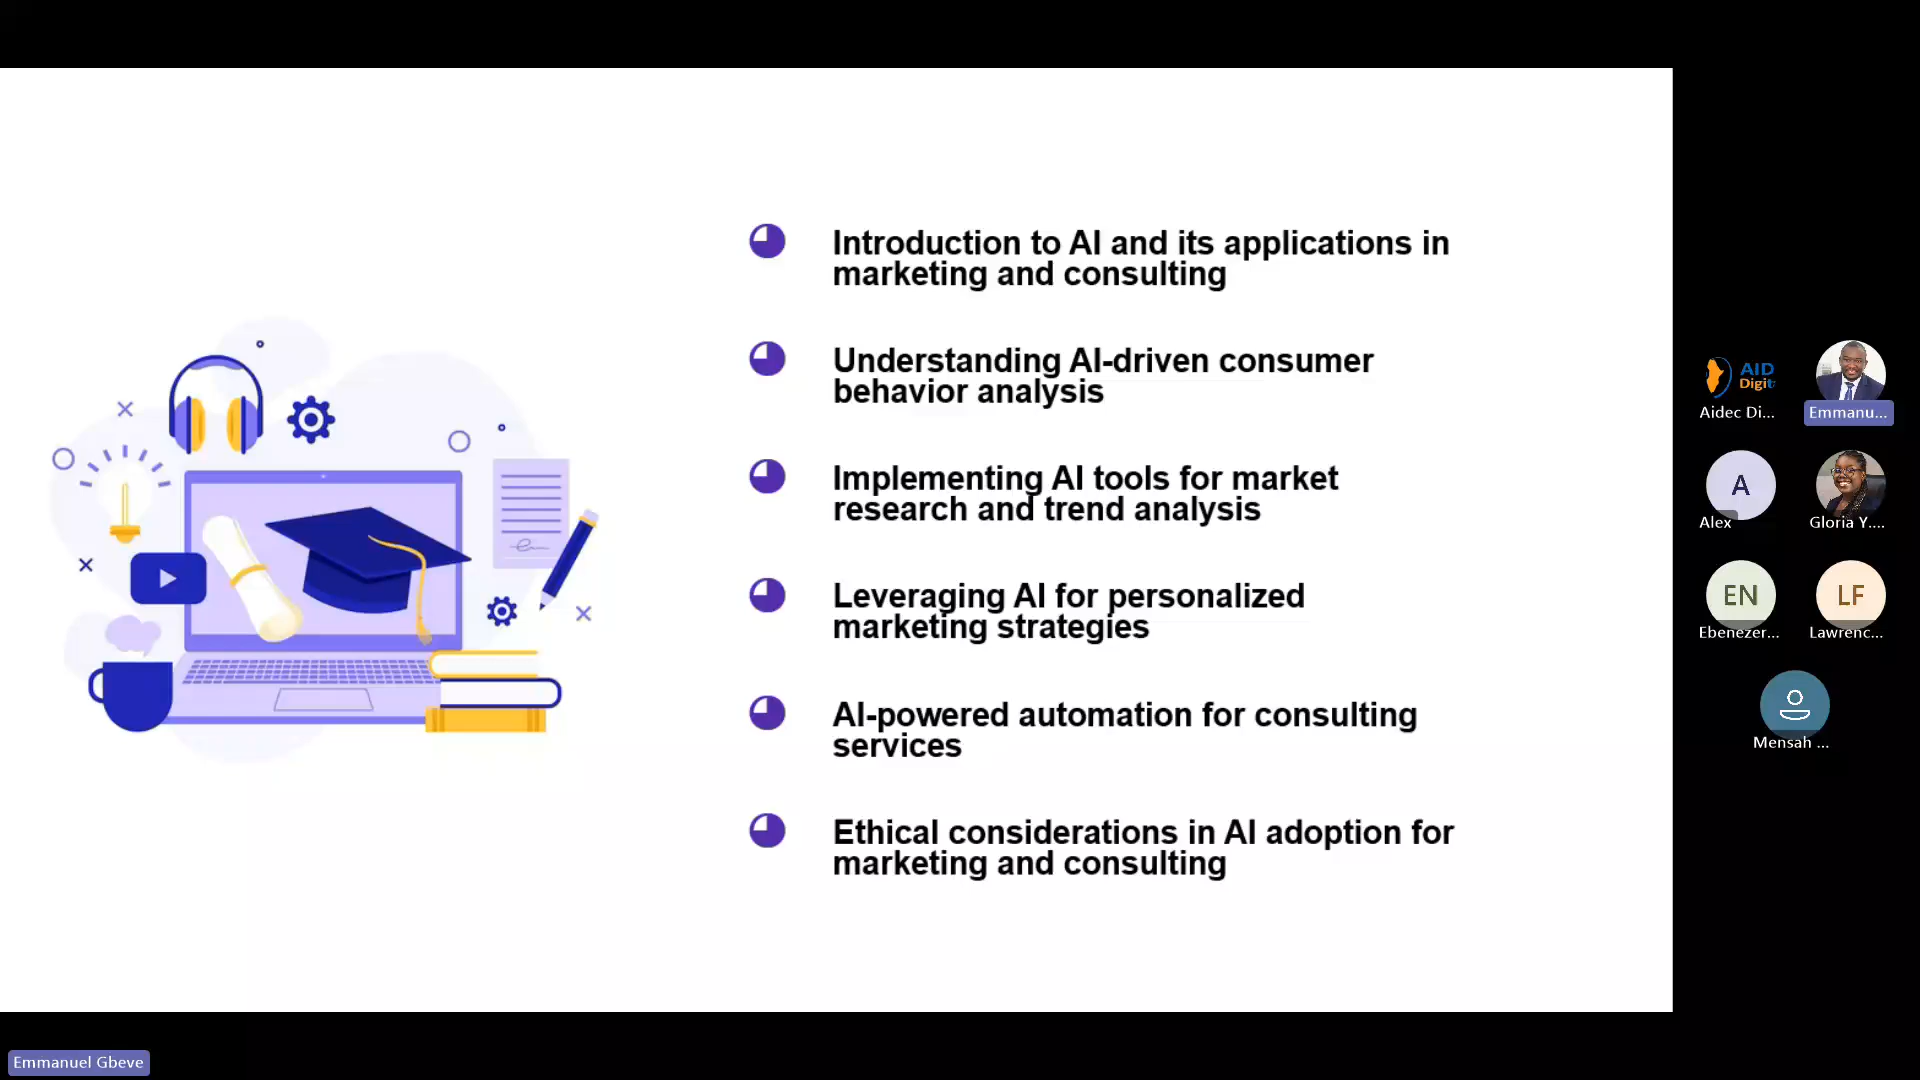 Introduction to AI and its applications in
marketing and consulting
Understanding AI-driven consumer
behavior analysis
Implementing AI tools for market
research and trend analysis
Leveraging AI for personalized
marketing strategies
AI-powered automation for consulting
services
Ethical considerations in AI adoption for
marketing and consulting
AID
Digit
Aidec Di...
Emmanu...
A
Alex
Gloria Y....
EN
Ebenezer...
LF
Lawrenc...
Mensah ...
Emmanuel Gbeve